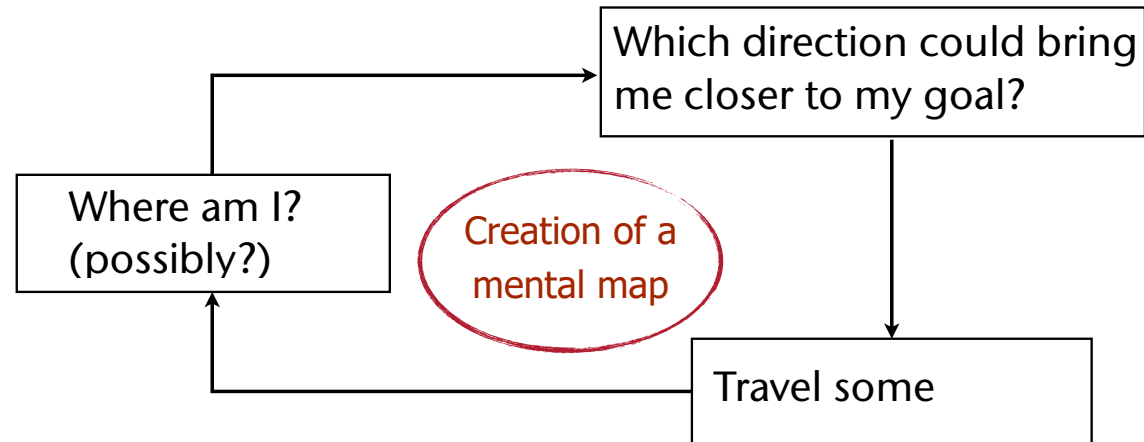 Which direction could bring
me closer to my goal?
Where am I?
(possibly?)
Creation of a
mental map
Travel some